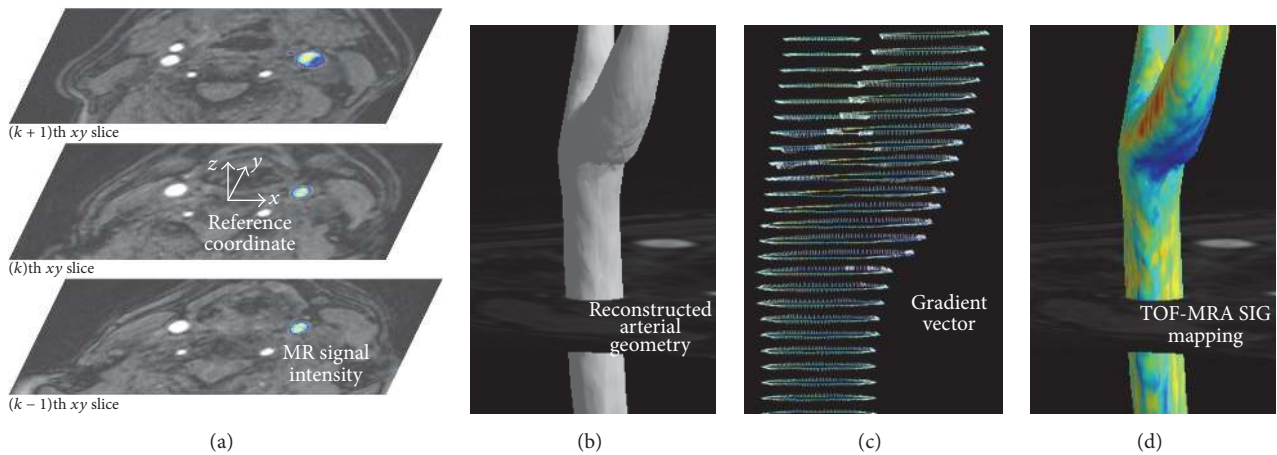 (k + 1)th xy slice
z
y
x
Reference
coordinate
(k)th xy slice
MR signal
intensity
(k − 1)th xy slice
(a)
Reconstructed
arterial
geometry
(b)
Gradient
vector
(c)
TOF-MRA SIG
mapping
(d)